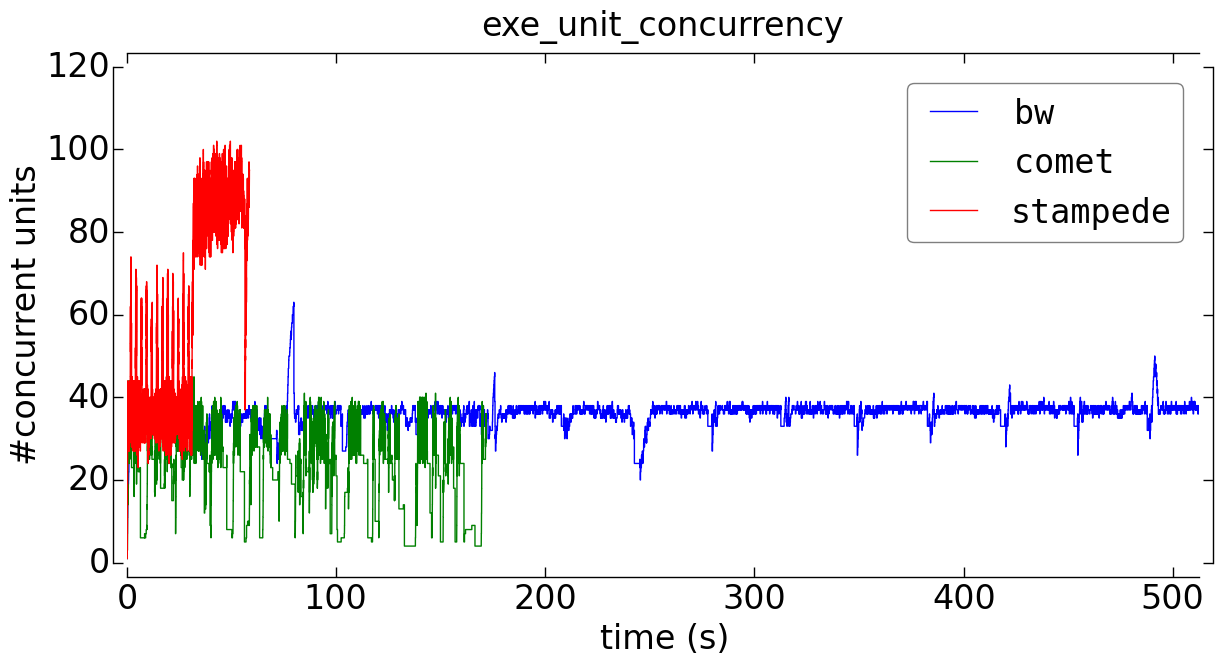 exe_unit_concurrency
120
100
80
60
40
20
0
#concurrent units
bw
comet
stampede
0 100 200 300 400 500
time (s)